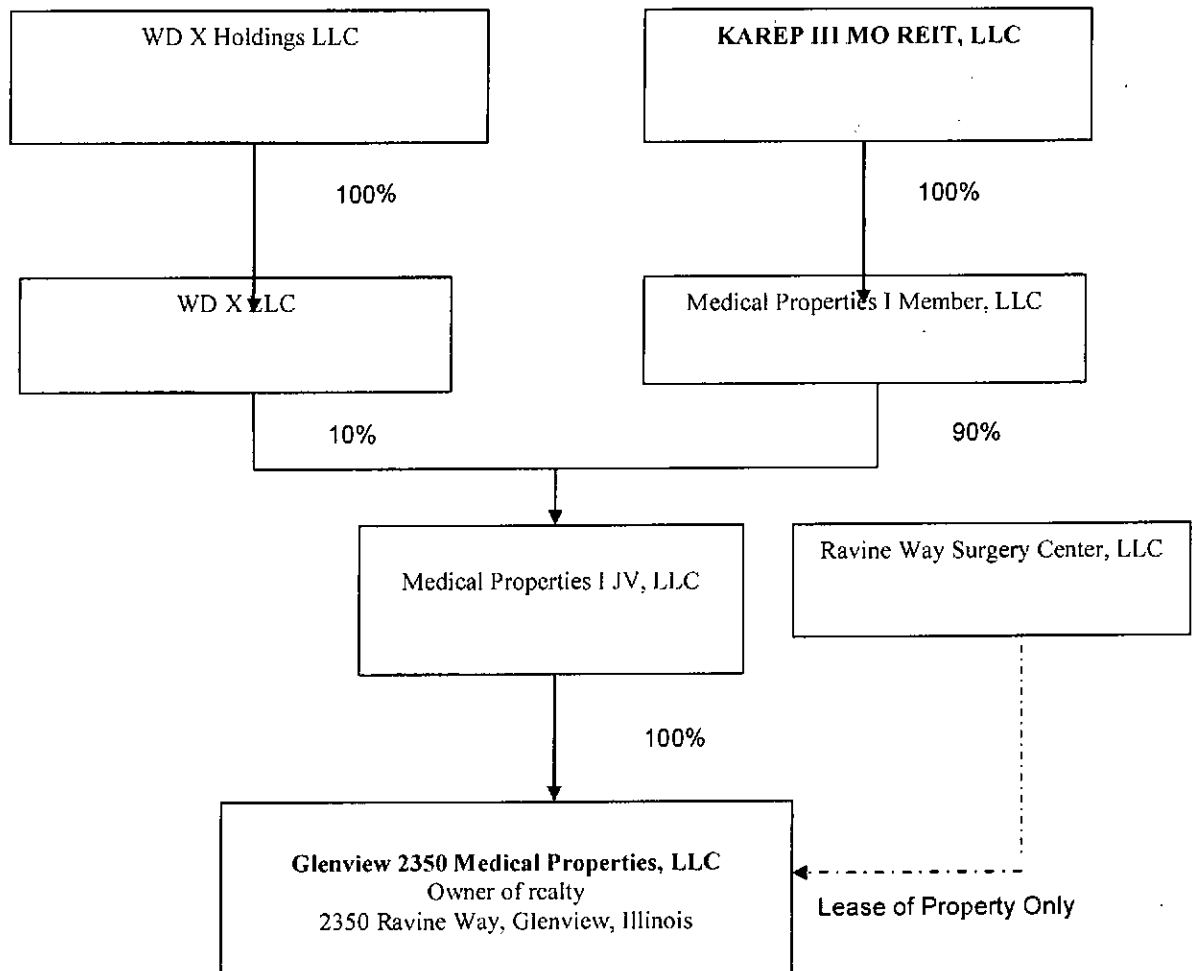 WD X Holdings LLC
KAREP III MO REIT, LLC
100%
100%
WD X LLC
Medical Properties I Member, LLC
10%
90%
Medical Properties I JV, LLC
Ravine Way Surgery Center, LLC
100%
Glenview 2350 Medical Properties, LLC
Owner of realty
2350 Ravine Way, Glenview, Illinois
Lease of Property Only